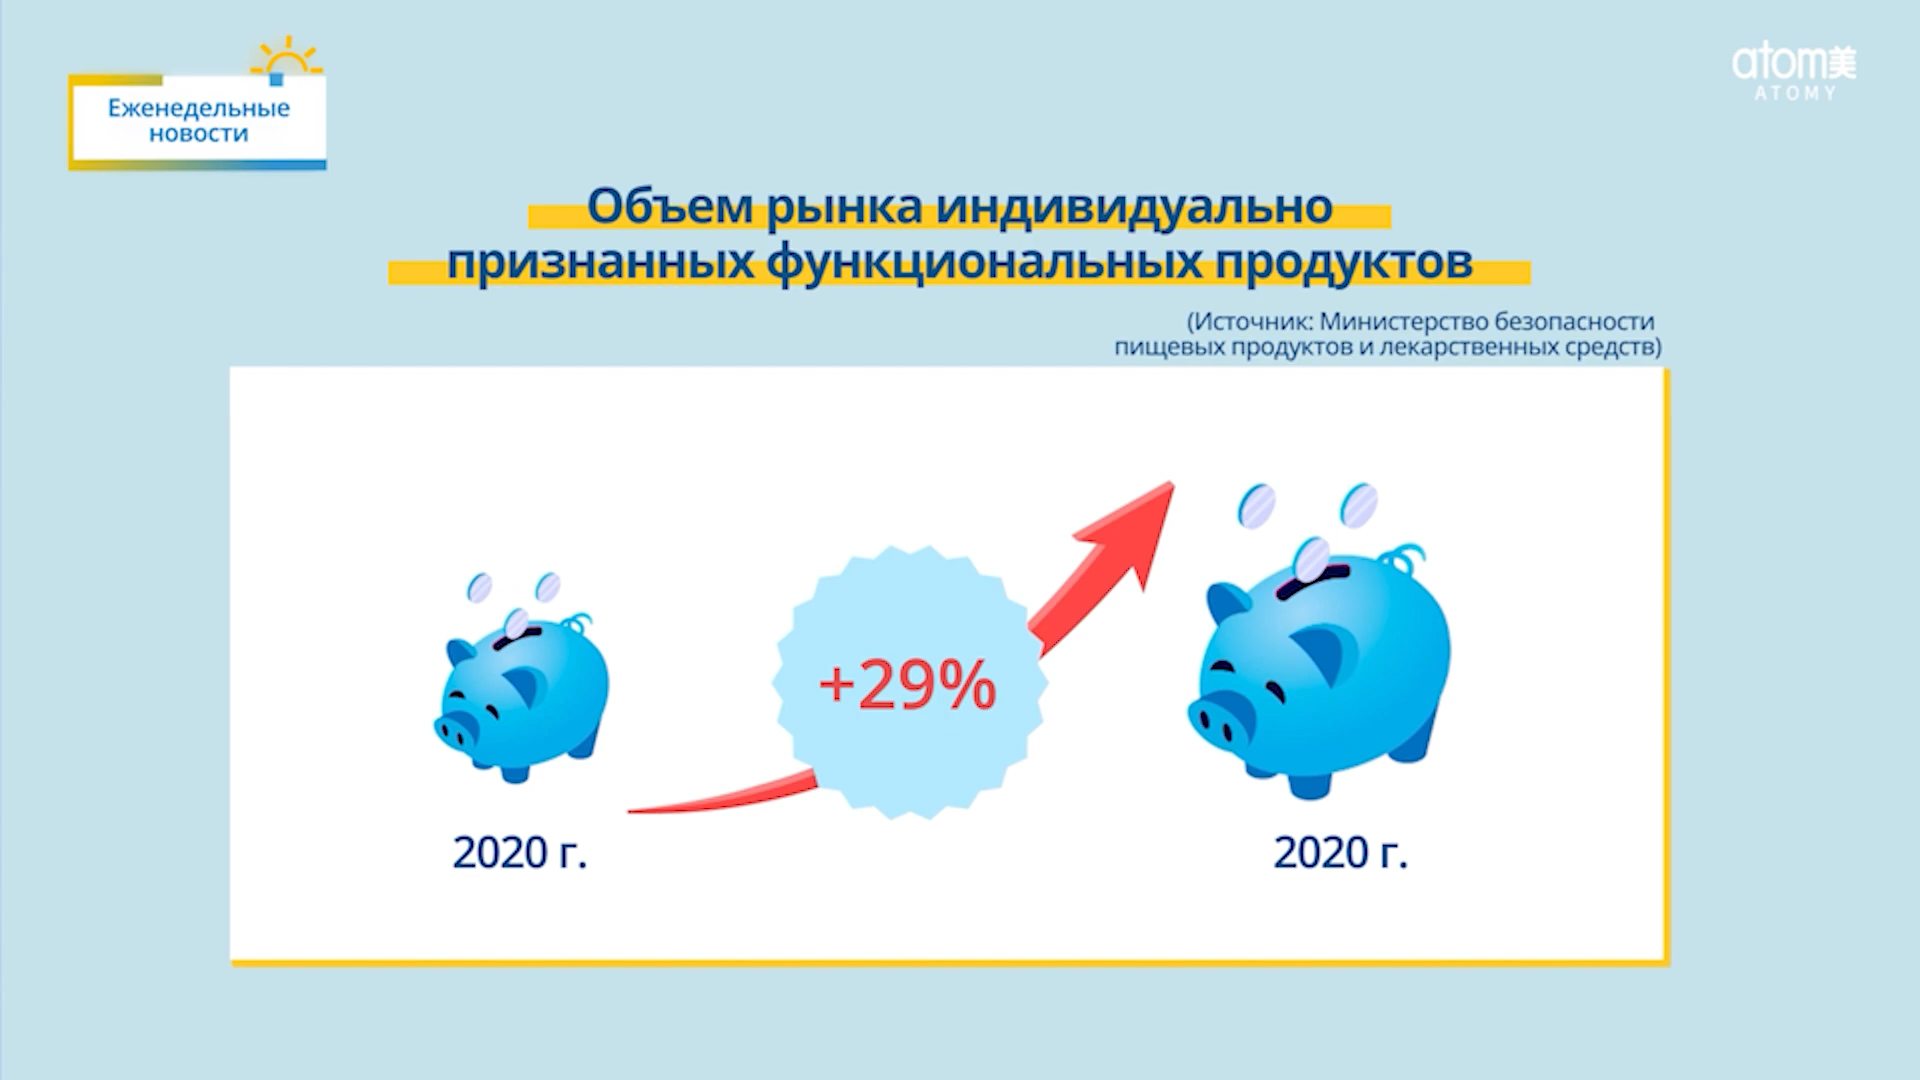 Еженедельные
новости
atom美
ATOMY
Объем рынка индивидуально
признанных функциональных продуктов
(Источник: Министерство безопасности
пищевых продуктов и лекарственных средств)
+29%
2020 г.
2020 г.